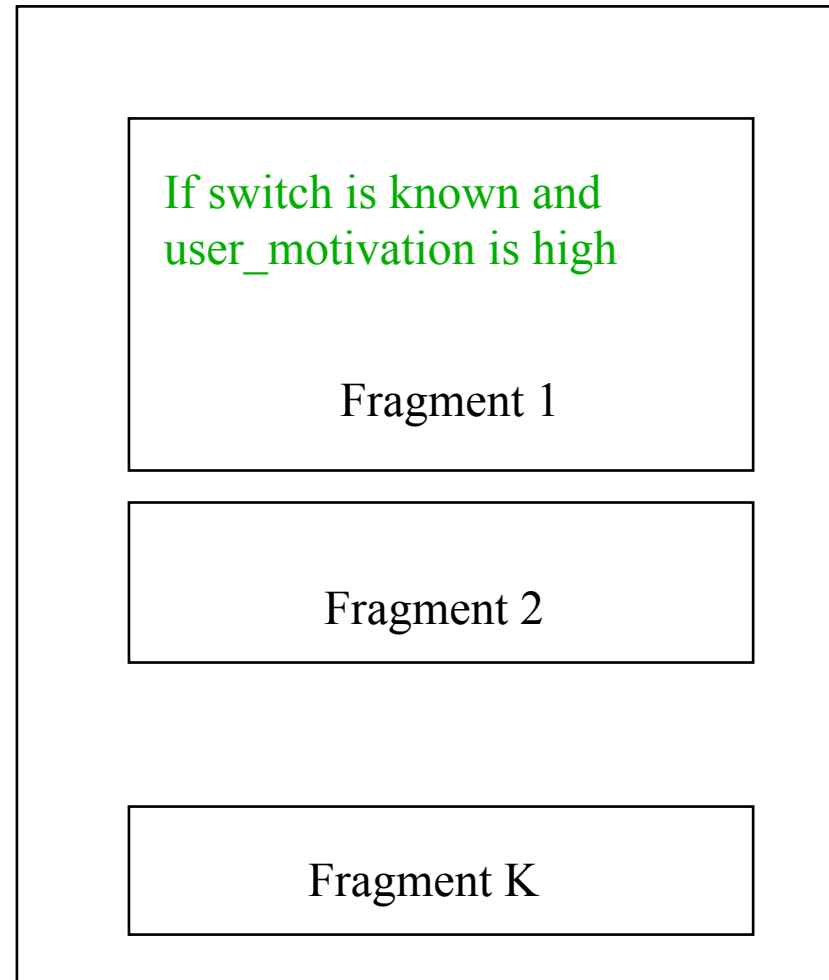 If switch is known and
user_motivation is high
Fragment 1
Fragment 2
Fragment K